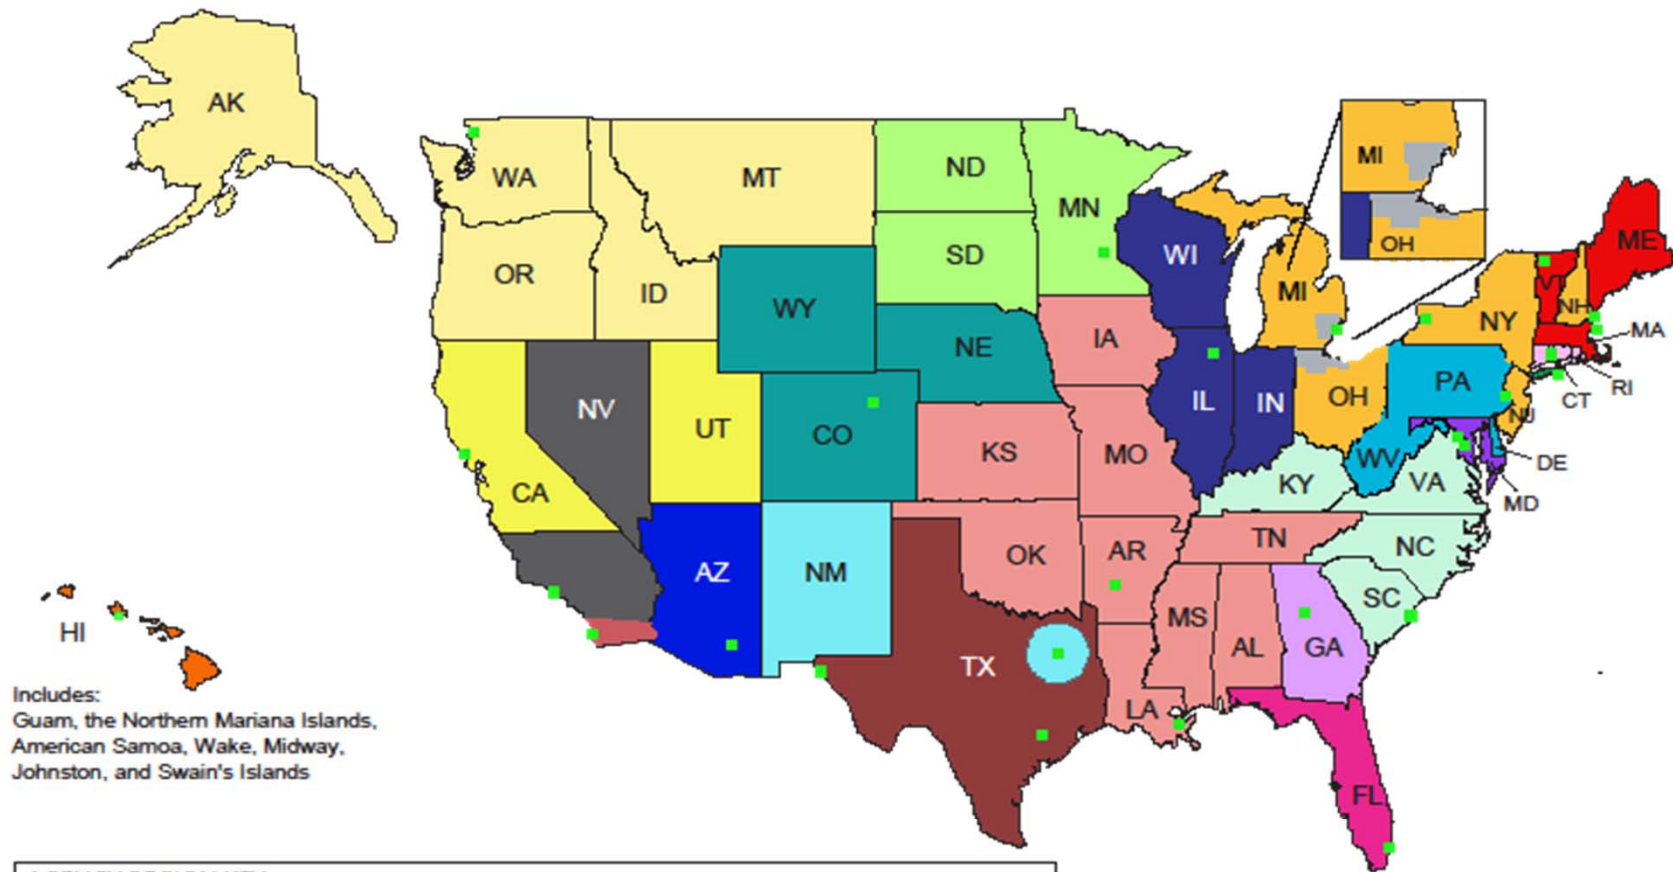 AK
WA
MT
ND
MN
OR
ID
SD
WI
MI
MI
OH
ME
WY
NE
IA
NY
V
NH
MA
NV
UT
CO
KS
MO
IL
IN
OH
PA
NJ
CT
RI
CA
KY
WV
VA
DE
MD
AZ
NM
OK
AR
TN
NC
SC
HI
TX
MS
AL
GA
LA
FL
Includes:
Guam, the Northern Mariana Islands,
American Samoa, Wake, Midway,
Johnston, and Swain's Islands